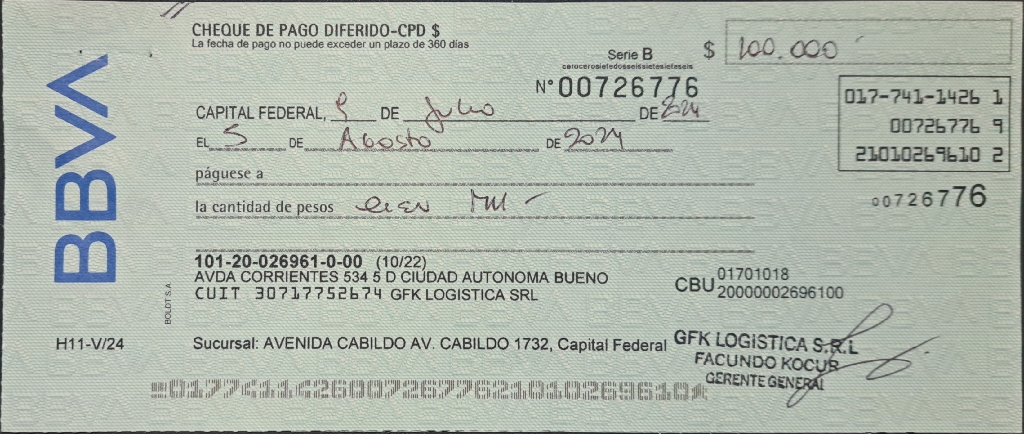 BBVA
CHEQUE DE PAGO DIFERIDO-CPD $
La fecha de pago no puede exceder un plazo de 360 días
Serie B
$ 100.000
cerocerosietedosseissietesieteseis
N° 00726776
CAPITAL FEDERAL, DE Julio DE 2024
EL 5 DE Agosto DE 2024
páguese a
la cantidad de pesos cien Mil -
017-741-1426 1
00726776 9
21010269610 2
00726776
101-20-026961-0-00 (10/22)
AVDA CORRIENTES 534 5 D CIUDAD AUTONOMA BUENO
CUIT 30717752674 GFK LOGISTICA SRL
CBU 01701018
20000002696100
BOLDT S.A.
H11-V/24
Sucursal: AVENIDA CABILDO AV. CABILDO 1732, Capital Federal
GFK LOGISTICA S.R.L
FACUNDO KOCUR
GERENTE GENERAL
0177411426007267762101026961